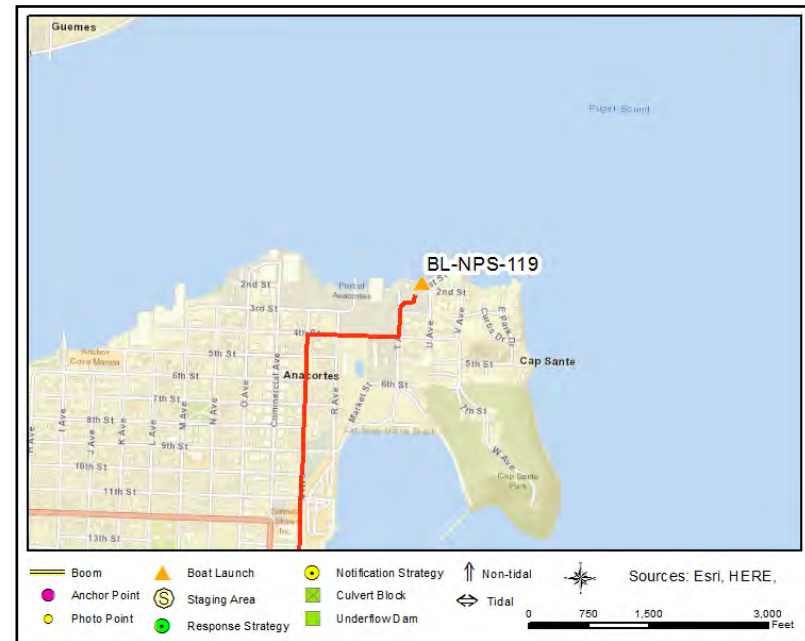 Guemes
Puget Sound
BL-NPS-119
2nd St
Port of
Anacortes
2nd St
3rd St
4th St
T A
U Ave
V Ave
E Park Dr
Curtis Dr
5th St
Anchor
Cove Marina
5th St
Cap Sante
6th St
Anacortes
6th St
7th St
7th St
I Ave
J Ave
K Ave
L Ave
M Ave
N Ave
O Ave
Commercial Ave
R Ave
Market St
8th St
9th St
10th St
11th St
13th St
W Ave
Cap Sante
Park
Boom
Boat Launch
Notification Strategy
Non-tidal
Sources: Esri, HERE,
Anchor Point
S
Staging Area
Culvert Block
Tidal
Photo Point
Response Strategy
Underflow Dam
0 750 1,500 3,000
Feet